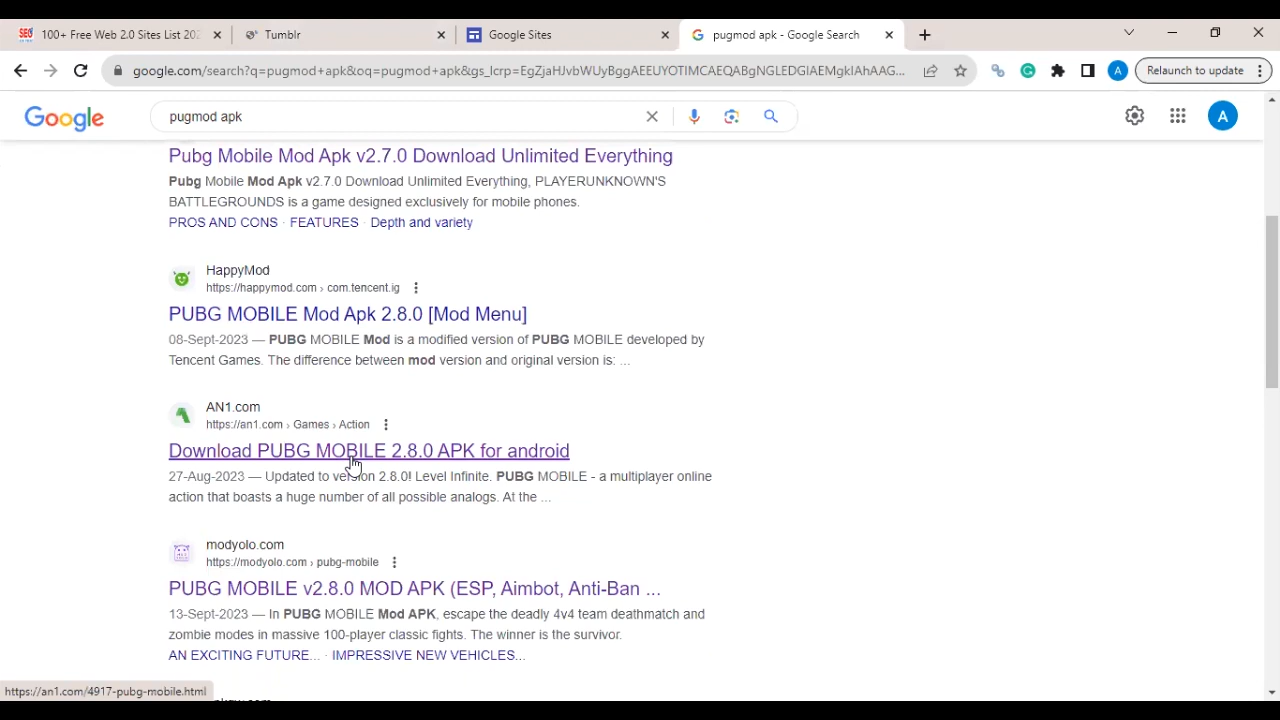 100+ Free Web 2.0 Sites List 202
Tumblr
Google Sites
pugmod apk - Google Search
google.com/search?q=pugmod+apk&oq=pugmod+apk&gs_lcrp=EgZjaHJvbWUyBggAEEUYOTIMCAEQABgNGLEDGIAEMgkIAhAAG...
A
Relaunch to update
Google
pugmod apk
A
Pubg Mobile Mod Apk v2.7.0 Download Unlimited Everything
Pubg Mobile Mod Apk v2.7.0 Download Unlimited Everything, PLAYERUNKNOWN'S
BATTLEGROUNDS is a game designed exclusively for mobile phones.
PROS AND CONS · FEATURES · Depth and variety
HappyMod
https://happymod.com › com.tencent.ig
PUBG MOBILE Mod Apk 2.8.0 [Mod Menu]
08-Sept-2023 — PUBG MOBILE Mod is a modified version of PUBG MOBILE developed by
Tencent Games. The difference between mod version and original version is: ...
AN1.com
https://an1.com › Games › Action
Download PUBG MOBILE 2.8.0 APK for android
27-Aug-2023 — Updated to version 2.8.0! Level Infinite. PUBG MOBILE - a multiplayer online
action that boasts a huge number of all possible analogs. At the ...
modyolo.com
https://modyolo.com › pubg-mobile
PUBG MOBILE v2.8.0 MOD APK (ESP, Aimbot, Anti-Ban ...
13-Sept-2023 — In PUBG MOBILE Mod APK, escape the deadly 4v4 team deathmatch and
zombie modes in massive 100-player classic fights. The winner is the survivor.
AN EXCITING FUTURE... · IMPRESSIVE NEW VEHICLES...
https://an1.com/4917-pubg-mobile.html